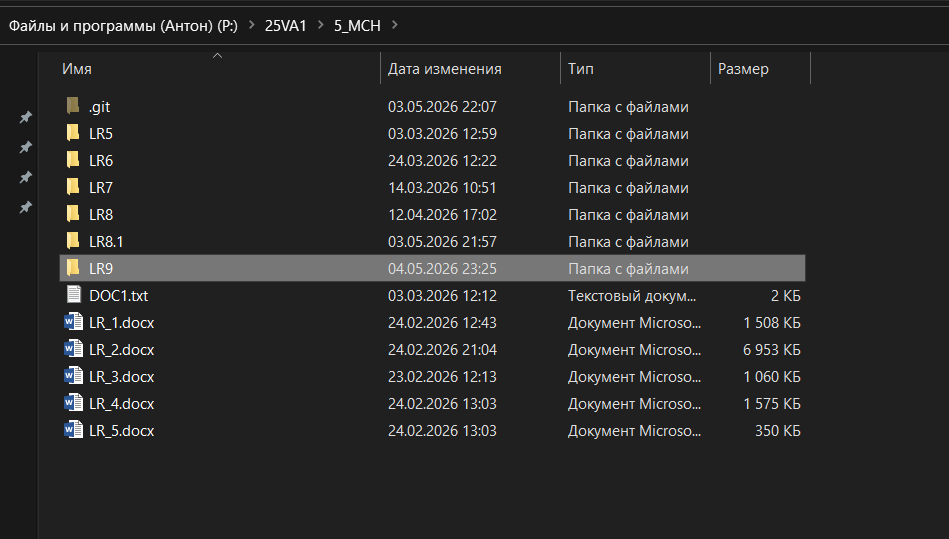 Файлы и программы (Антон) (P:) > 25VA1 > 5_MCH >
Имя Дата изменения Тип Размер
.git 03.05.2026 22:07 Папка с файлами
LR5 03.03.2026 12:59 Папка с файлами
LR6 24.03.2026 12:22 Папка с файлами
LR7 14.03.2026 10:51 Папка с файлами
LR8 12.04.2026 17:02 Папка с файлами
LR8.1 03.05.2026 21:57 Папка с файлами
LR9 04.05.2026 23:25 Папка с файлами
DOC1.txt 03.03.2026 12:12 Текстовый докум... 2 КБ
LR_1.docx 24.02.2026 12:43 Документ Microso... 1 508 КБ
LR_2.docx 24.02.2026 21:04 Документ Microso... 6 953 КБ
LR_3.docx 23.02.2026 12:13 Документ Microso... 1 060 КБ
LR_4.docx 24.02.2026 13:03 Документ Microso... 1 575 КБ
LR_5.docx 24.02.2026 13:03 Документ Microso... 350 КБ